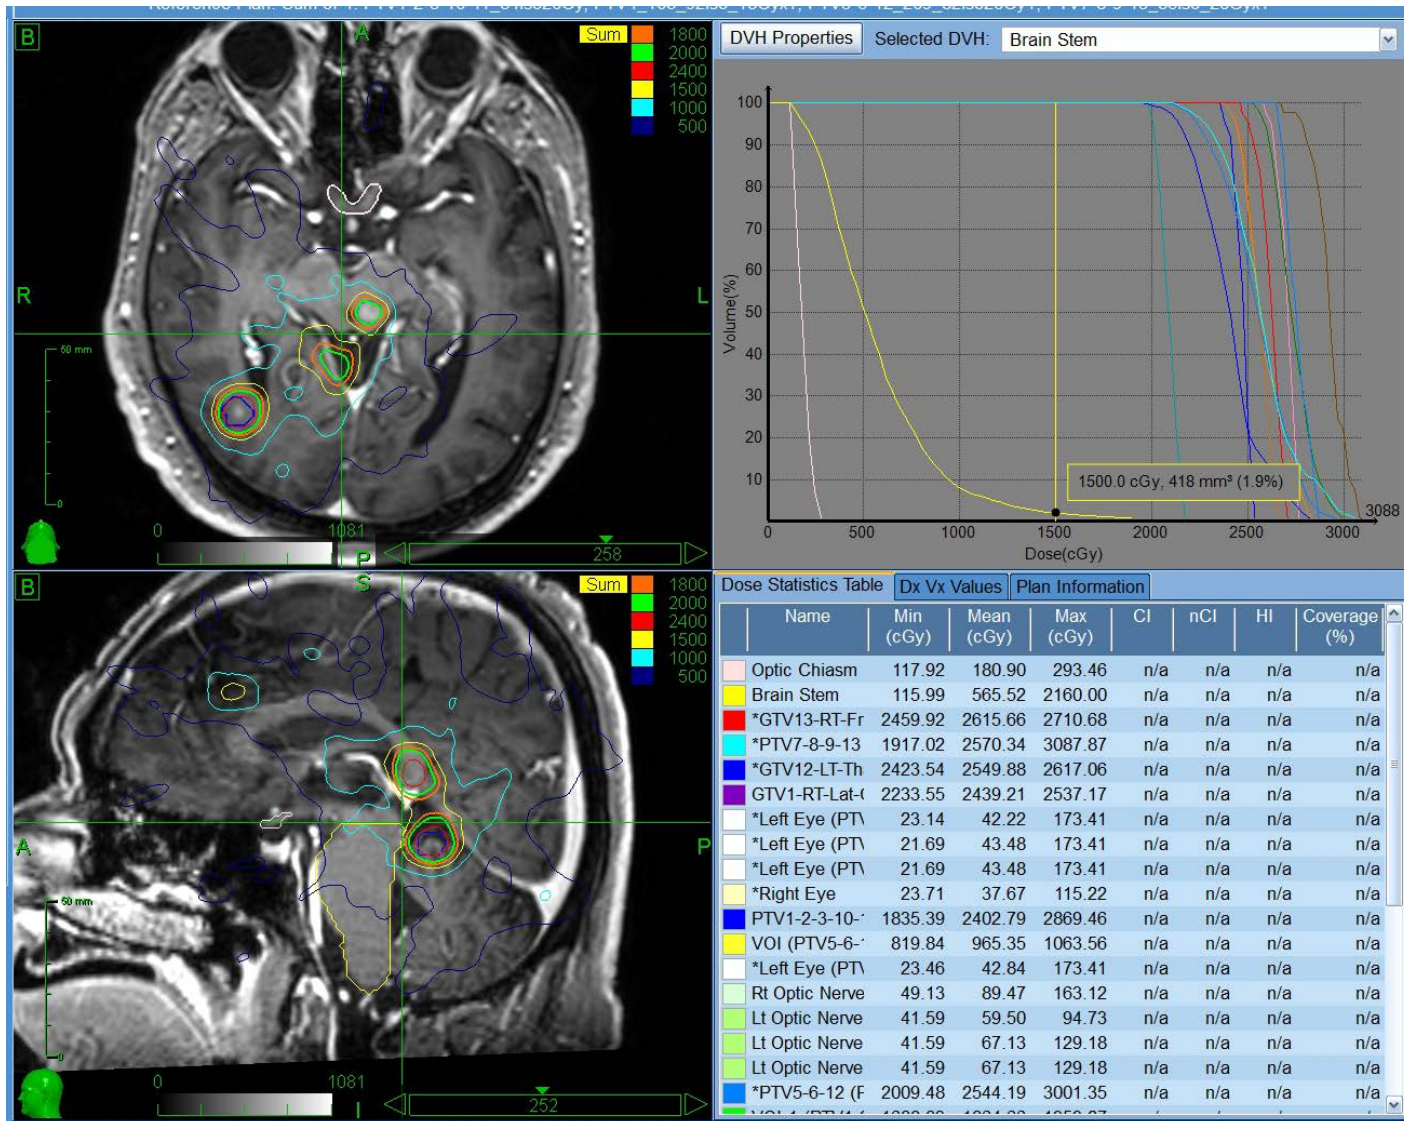 B
A
Sum
1800
2000
2400
1500
1000
500
R
L
50 mm
0
0
1081
P
258
DVH Properties
Selected DVH:
Brain Stem
Volume(%)
100
90
80
70
60
50
40
30
20
10
1500.0 cGy, 418 mm³ (1.9%)
3088
0 500 1000 1500 2000 2500 3000
Dose(cGy)
B
S
Sum
1800
2000
2400
1500
1000
500
A
P
50 mm
0
0
1081
I
252
Dose Statistics Table Dx Vx Values Plan Information
Name Min (cGy) Mean (cGy) Max (cGy) CI nCI HI Coverage (%)
Optic Chiasm 117.92 180.90 293.46 n/a n/a n/a n/a
Brain Stem 115.99 565.52 2160.00 n/a n/a n/a n/a
*GTV13-RT-Fr 2459.92 2615.66 2710.68 n/a n/a n/a n/a
*PTV7-8-9-13 1917.02 2570.34 3087.87 n/a n/a n/a n/a
*GTV12-LT-Th 2423.54 2549.88 2617.06 n/a n/a n/a n/a
GTV1-RT-Lat-( 2233.55 2439.21 2537.17 n/a n/a n/a n/a
*Left Eye (PT\ 23.14 42.22 173.41 n/a n/a n/a n/a
*Left Eye (PT\ 21.69 43.48 173.41 n/a n/a n/a n/a
*Left Eye (PT\ 21.69 43.48 173.41 n/a n/a n/a n/a
*Right Eye 23.71 37.67 115.22 n/a n/a n/a n/a
PTV1-2-3-10- 1835.39 2402.79 2869.46 n/a n/a n/a n/a
VOI (PTV5-6- 819.84 965.35 1063.56 n/a n/a n/a n/a
*Left Eye (PT\ 23.46 42.84 173.41 n/a n/a n/a n/a
Rt Optic Nerve 49.13 89.47 163.12 n/a n/a n/a n/a
Lt Optic Nerve 41.59 59.50 94.73 n/a n/a n/a n/a
Lt Optic Nerve 41.59 67.13 129.18 n/a n/a n/a n/a
Lt Optic Nerve 41.59 67.13 129.18 n/a n/a n/a n/a
*PTV5-6-12 (F 2009.48 2544.19 3001.35 n/a n/a n/a n/a